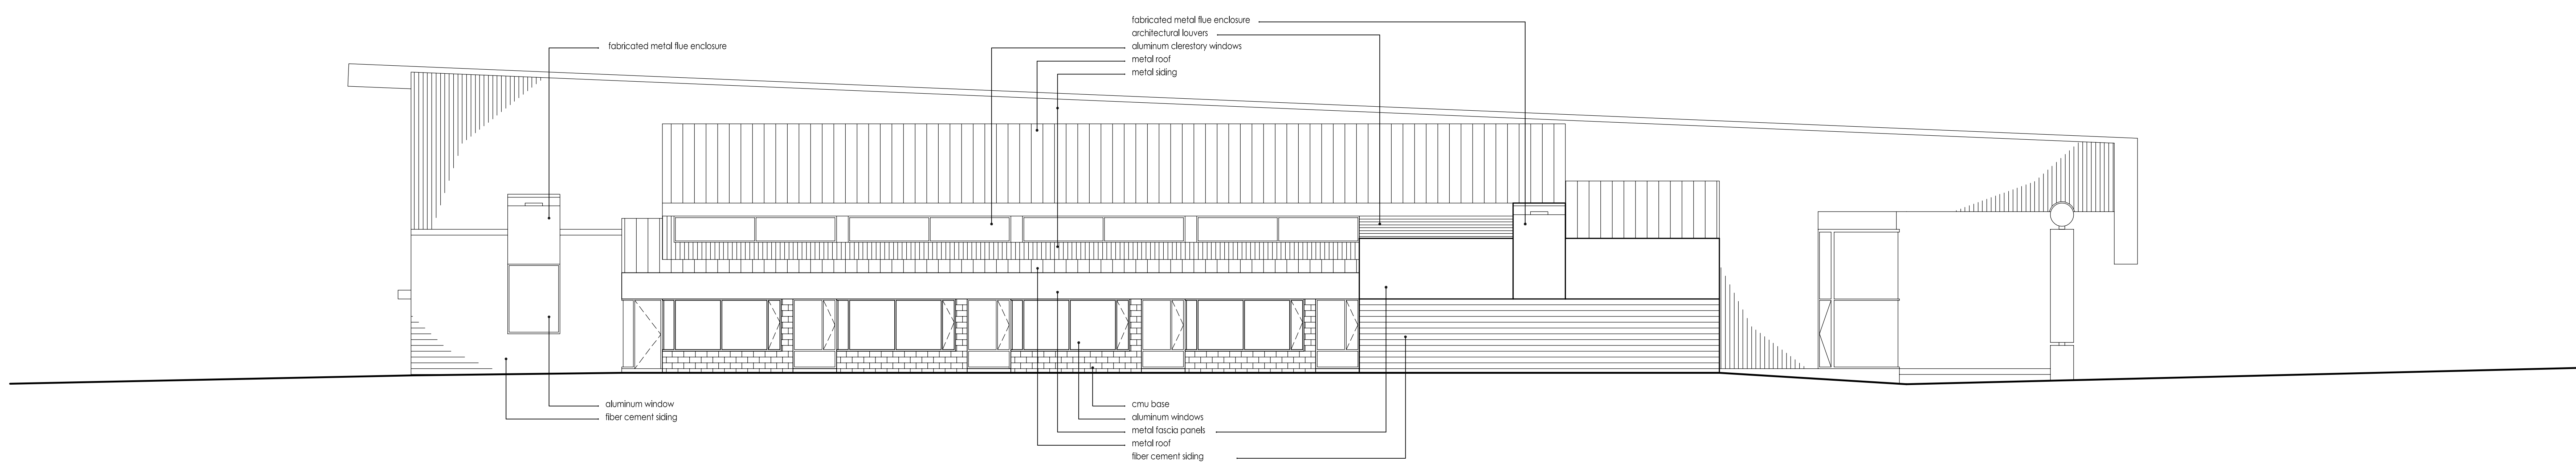 fabricated metal flue enclosure
fabricated metal flue enclosure
architectural louvers
aluminum clerestory windows
metal roof
metal siding
aluminum window
fiber cement siding
cmu base
aluminum windows
metal fascia panels
metal roof
fiber cement siding